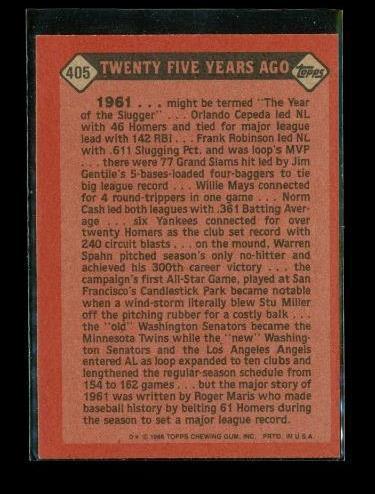 405 TWENTY FIVE YEARS AGO Topps
1961 . . . might be termed "The Year
of the Slugger" . . . Orlando Cepeda led NL
with 46 Homers and tied for major league
lead with 142 RBI . . . Frank Robinson led NL
with .611 Slugging Pct. and was loop's MVP
. . . there were 77 Grand Slams hit led by Jim
Gentile's 5-bases-loaded four-baggers to tie
big league record . . . Willie Mays connected
for 4 round-trippers in one game . . . Norm
Cash led both leagues with .361 Batting Aver-
age . . . six Yankees connected for over
twenty Homers as the club set record with
240 circuit blasts . . . on the mound, Warren
Spahn pitched season's only no-hitter and
achieved his 300th career victory . . . the
campaign's first All-Star Game, played at San
Francisco's Candlestick Park became notable
when a wind-storm literally blew Stu Miller
off the pitching rubber for a costly balk . . .
the "old" Washington Senators became the
Minnesota Twins while the "new" Washing-
ton Senators and the Los Angeles Angels
entered AL as loop expanded to ten clubs and
lengthened the regular-season schedule from
154 to 162 games . . . but the major story of
1961 was written by Roger Maris who made
baseball history by belting 61 Homers during
the season to set a major league record.
D* © 1986 TOPPS CHEWING GUM, INC. PRTD. IN U.S.A.